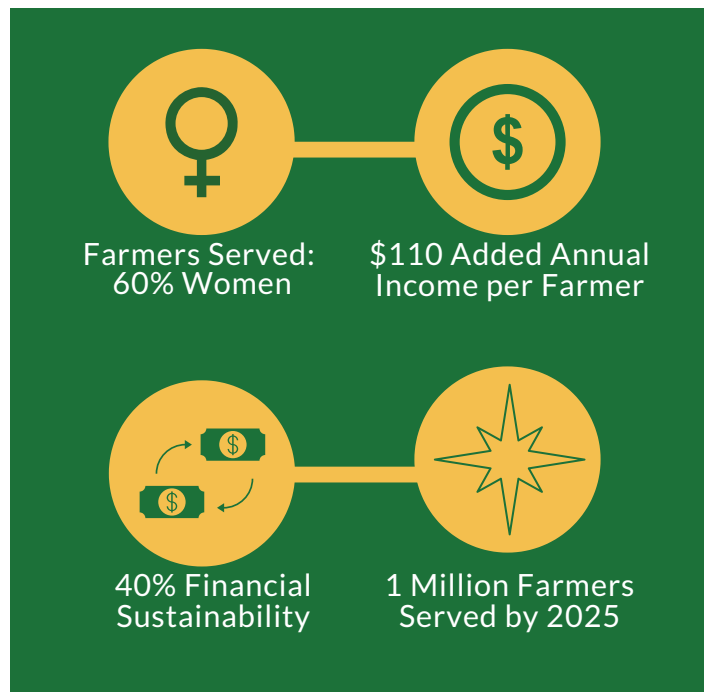 $
Farmers Served:
60% Women
$110 Added Annual
Income per Farmer
$
$
40% Financial
Sustainability
1 Million Farmers
Served by 2025